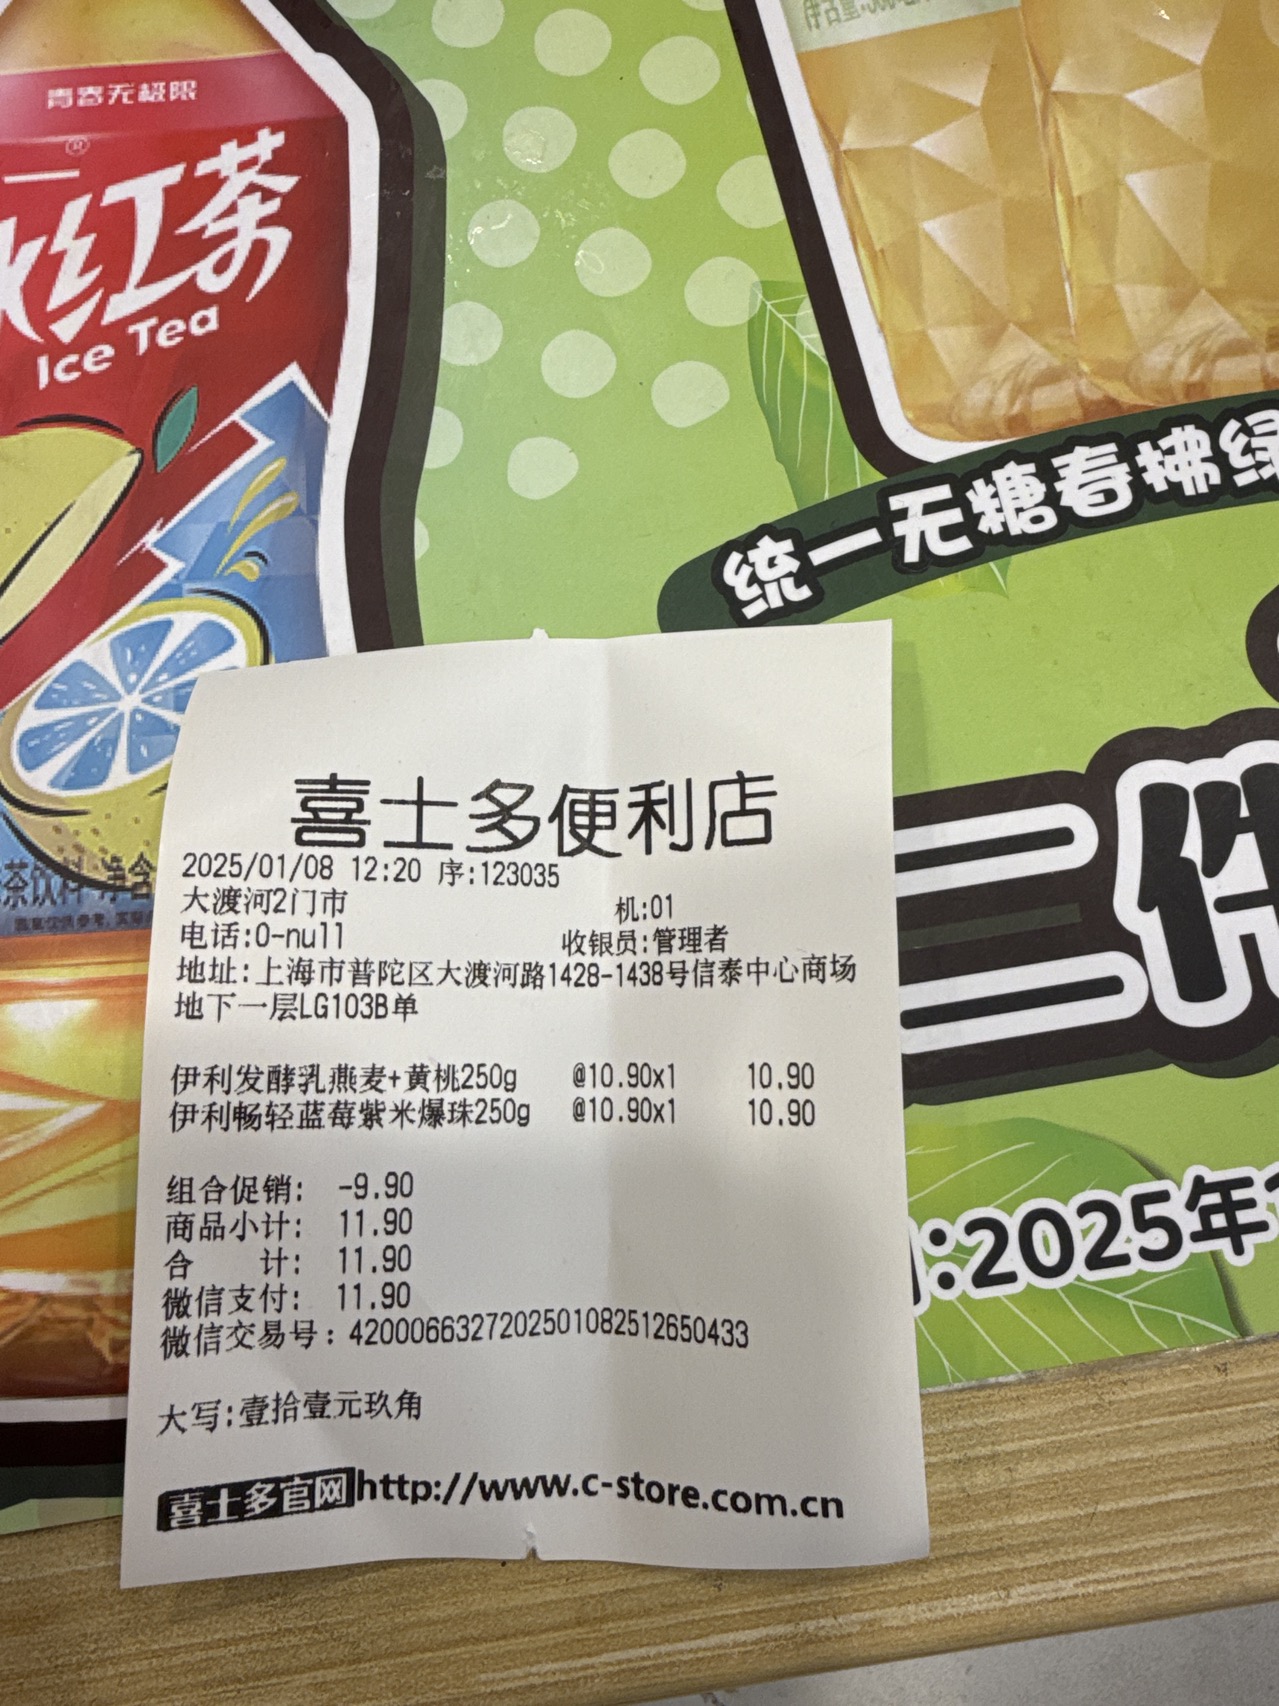 青春无极限
®
冰红茶
Ice Tea
统一无糖春拂绿
二件
:2025年1
茶饮料 净含
喜士多便利店
2025/01/08 12:20 序:123035
大渡河2门市 机:01
电话:0-null 收银员:管理者
地址:上海市普陀区大渡河路1428-1438号信泰中心商场
地下一层LG103B单
伊利发酵乳燕麦+黄桃250g @10.90x1 10.90
伊利畅轻蓝莓紫米爆珠250g @10.90x1 10.90
组合促销: -9.90
商品小计: 11.90
合 计: 11.90
微信支付: 11.90
微信交易号：4200066327202501082512650433
大写:壹拾壹元玖角
喜士多官网http://www.c-store.com.cn